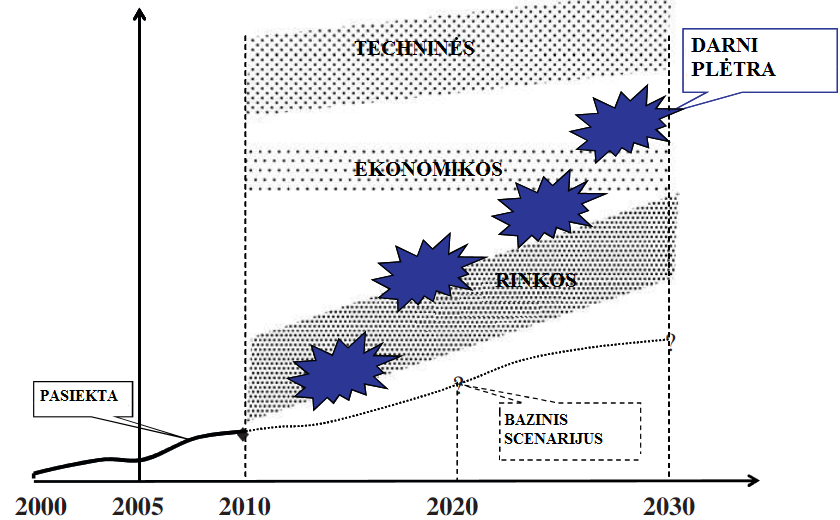 TECHNINĖS
DARNI
PLĖTRA
EKONOMIKOS
RINKOS
?
?
PASIEKTA
BAZINIS
SCENARIJUS
2000
2005
2010
2020
2030